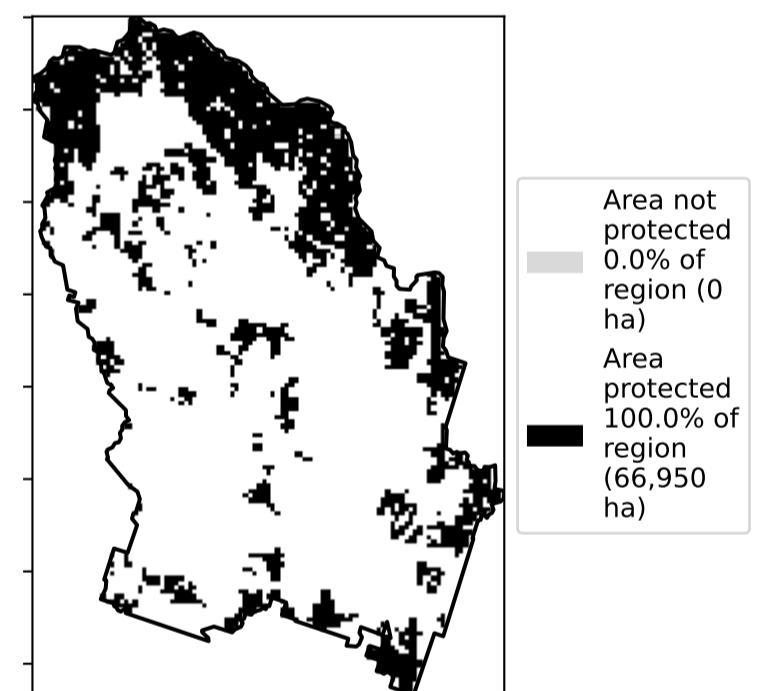 Area not
protected
0.0% of
region (0
ha)
Area
protected
100.0% of
region
(66,950
ha)